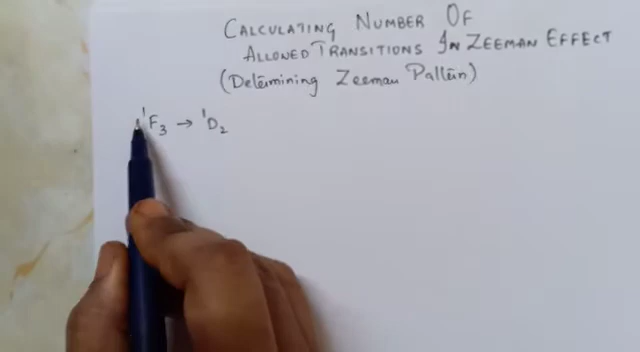 CALCULATING NUMBER OF
ALLOWED TRANSITIONS IN ZEEMAN EFFECT
(Determining Zeeman Pattern)
¹F₃ → ¹D₂